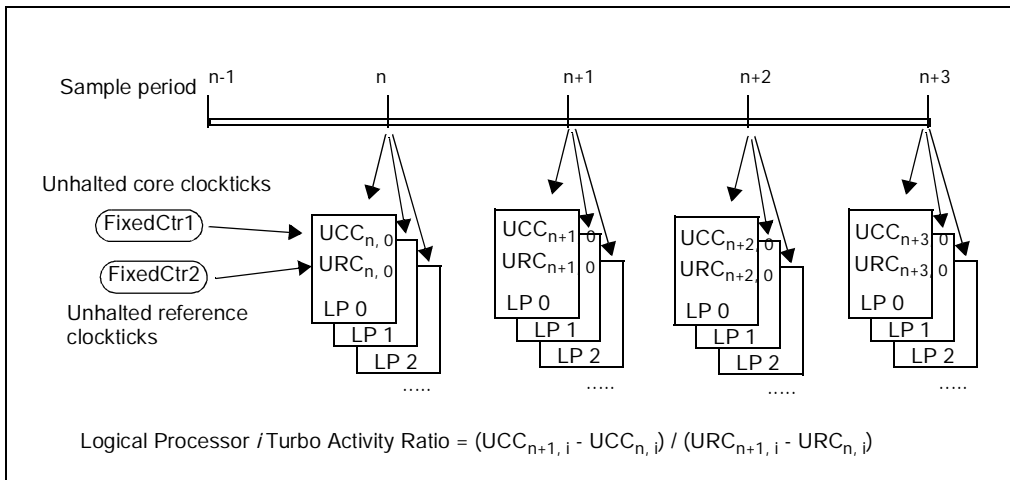 n-1 n n+1 n+2 n+3
Sample period
Unhalted core clockticks
FixedCtr1
FixedCtr2
Unhalted reference
clockticks
UCCn, 0
URCn, 0
LP 0
LP 1
LP 2
.....
UCCn+1 0
URCn+1 0
LP 0
LP 1
LP 2
.....
UCCn+2, 0
URCn+2, 0
LP 0
LP 1
LP 2
.....
UCCn+3 0
URCn+3, 0
LP 0
LP 1
LP 2
.....
Logical Processor i Turbo Activity Ratio = (UCCn+1, i - UCCn, i) / (URCn+1, i - URCn, i)